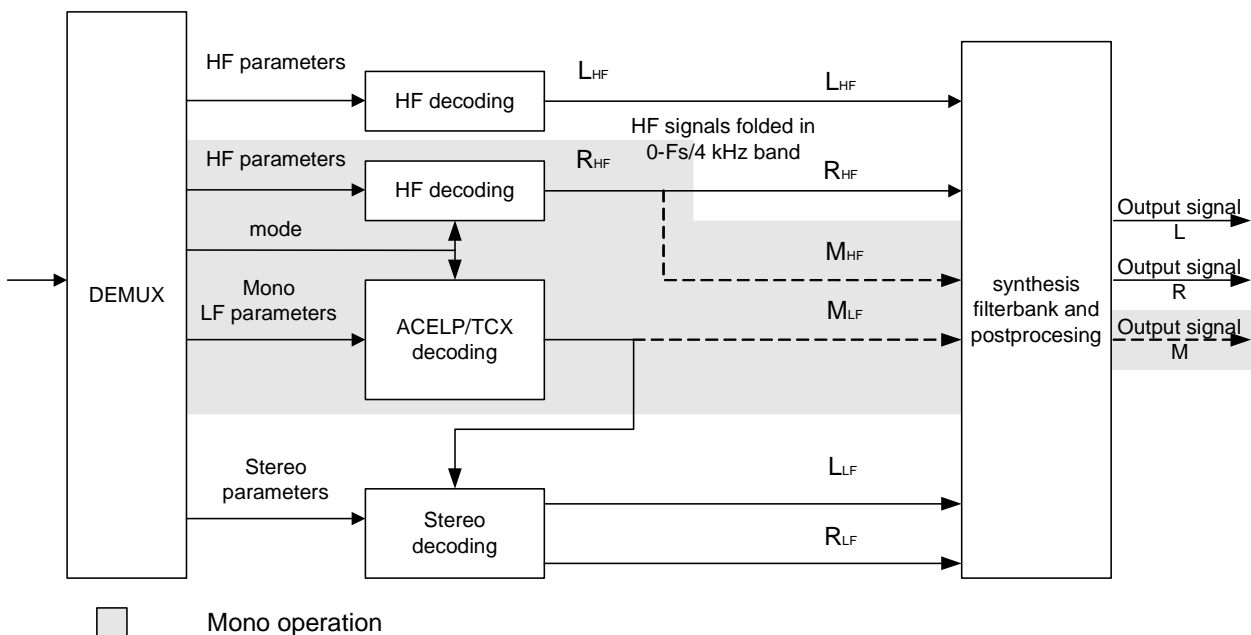 HF parameters
HF decoding
LHF
LHF
HF signals folded in
0-Fs/4 kHz band
HF parameters
HF decoding
RHF
RHF
mode
MHF
DEMUX
Mono
LF parameters
ACELP/TCX
decoding
MLF
synthesis
filterbank and
postprocesing
Output signal
L
Output signal
R
Output signal
M
Stereo
parameters
Stereo
decoding
LLF
RLF
Mono operation